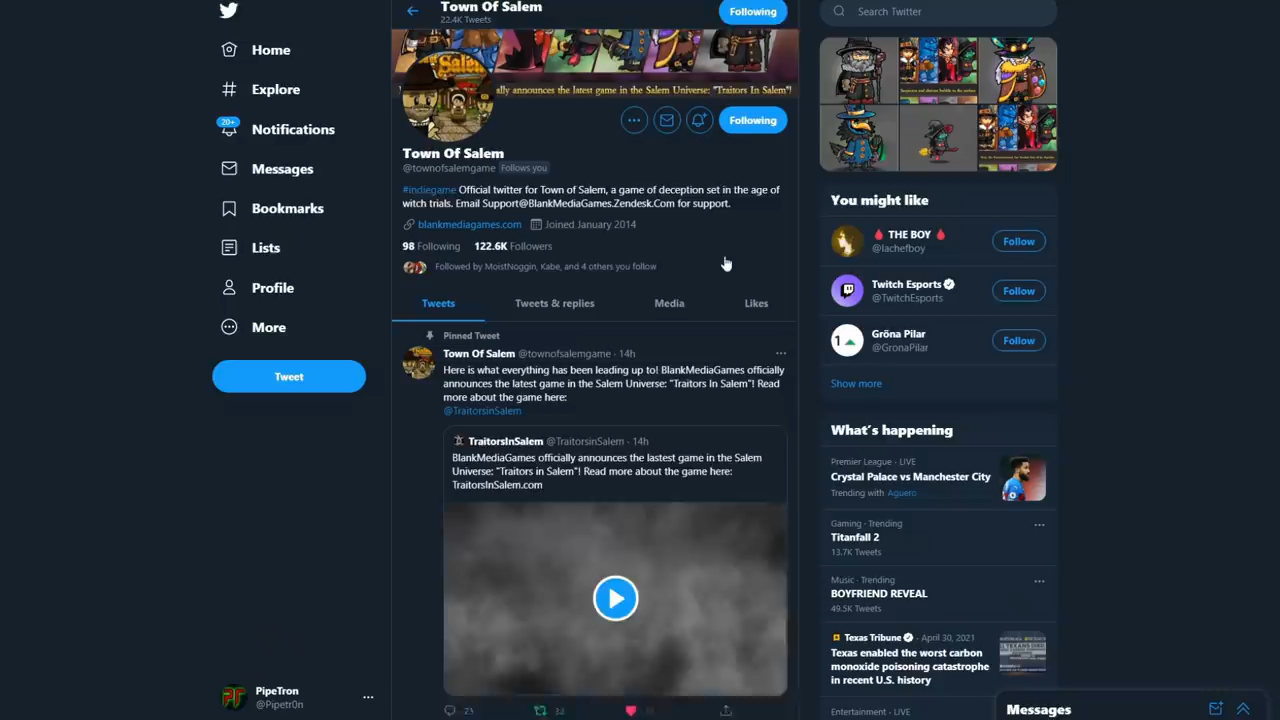 Home
Explore
20+
Notifications
Messages
Bookmarks
Lists
Profile
More
Tweet
PipeTron
@Pipetr0n
Town Of Salem
22.4K Tweets
Following
ally announces the latest game in the Salem Universe: "Traitors In Salem"!
Following
Town Of Salem
@townofsalemgame Follows you
#indiegame Official twitter for Town of Salem, a game of deception set in the age of
witch trials. Email Support@BlankMediaGames.Zendesk.Com for support.
blankmediagames.com Joined January 2014
98 Following 122.6K Followers
Followed by MoistNoggin, Kabe, and 4 others you follow
Tweets Tweets & replies Media Likes
Pinned Tweet
Town Of Salem @townofsalemgame · 14h
Here is what everything has been leading up to! BlankMediaGames officially
announces the latest game in the Salem Universe: "Traitors In Salem"! Read
more about the game here:
@TraitorsinSalem
TraitorsInSalem @TraitorsinSalem · 14h
BlankMediaGames officially announces the lastest game in the Salem
Universe: "Traitors in Salem"! Read more about the game here:
TraitorsInSalem.com
Search Twitter
You might like
THE BOY
@lachefboy
Follow
Twitch Esports
@TwitchEsports
Follow
1
Gröna Pilar
@GronaPilar
Follow
Show more
What's happening
Premier League · LIVE
Crystal Palace vs Manchester City
Trending with Aguero
Gaming · Trending
Titanfall 2
13.7K Tweets
Music · Trending
BOYFRIEND REVEAL
49.5K Tweets
Texas Tribune · April 30, 2021
Texas enabled the worst carbon
monoxide poisoning catastrophe
in recent U.S. history
Entertainment · LIVE
Messages